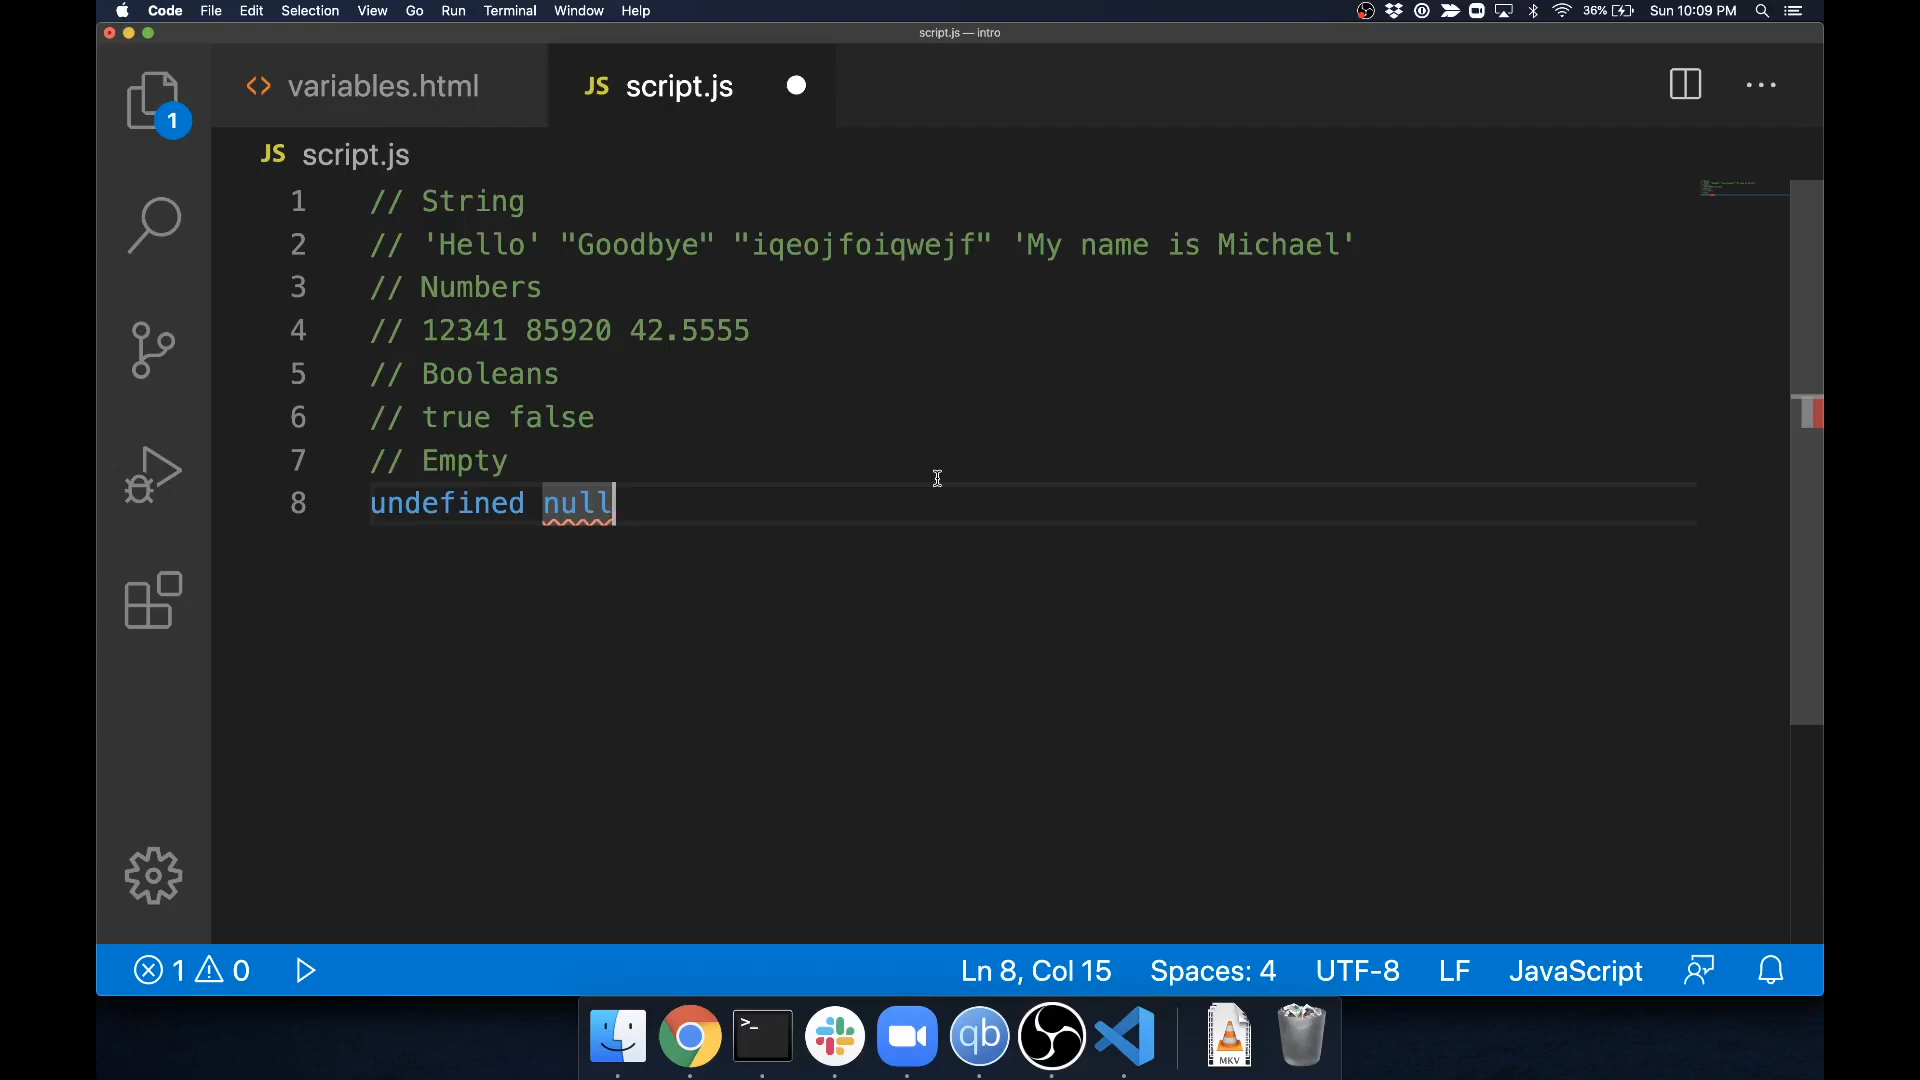 Code File Edit Selection View Go Run Terminal Window Help 36% Sun 10:09 PM
script.js — intro
1
variables.html JS script.js
JS script.js
1 // String
2 // 'Hello' "Goodbye" "iqeojfoiqwejf" 'My name is Michael'
3 // Numbers
4 // 12341 85920 42.5555
5 // Booleans
6 // true false
7 // Empty
8 undefined null
1 0 Ln 8, Col 15 Spaces: 4 UTF-8 LF JavaScript
>_ qb MKV